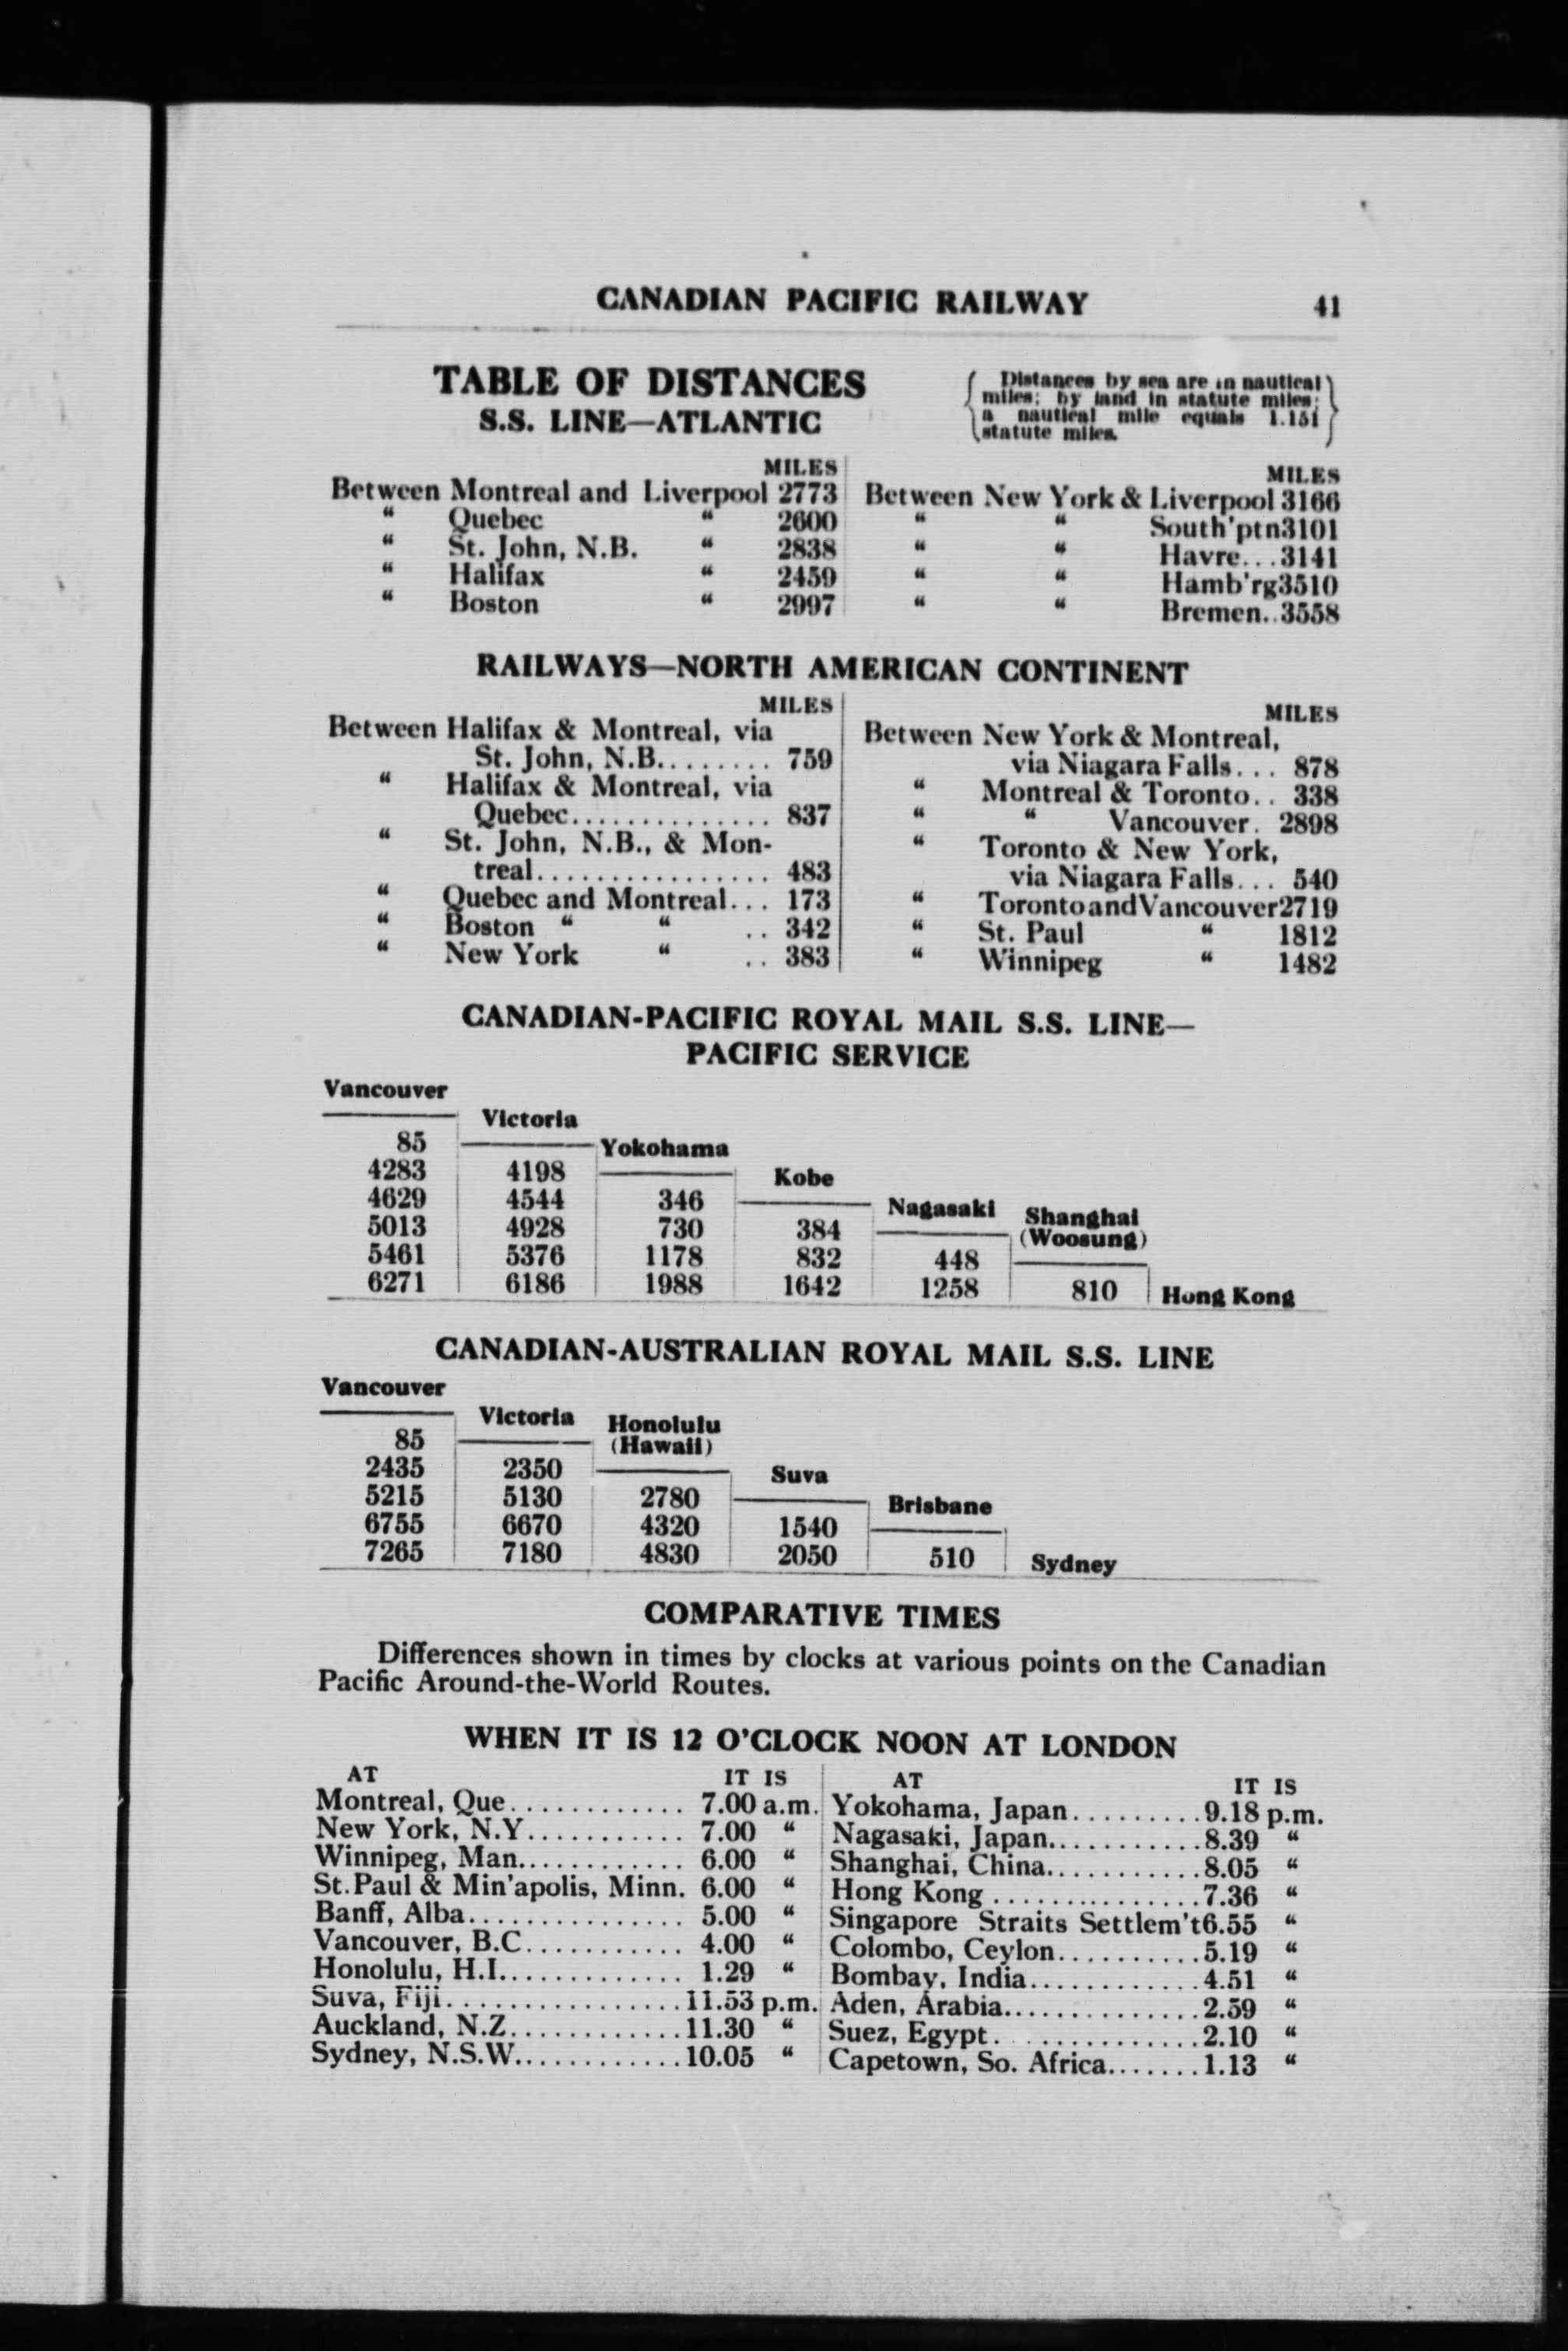 CANADIAN PACIFIC RAILWAY 41
TABLE OF DISTANCES
S.S. LINE—ATLANTIC
Distances by sea are in nautical
miles; by land in statute miles:
a nautical mile equals 1.151
statute miles.
MILES
Between Montreal and Liverpool 2773
“ Quebec “ 2600
“ St. John, N.B. “ 2838
“ Halifax “ 2459
“ Boston “ 2997
MILES
Between New York & Liverpool 3166
“ “ South'ptn 3101
“ “ Havre... 3141
“ “ Hamb'rg 3510
“ “ Bremen.. 3558
RAILWAYS—NORTH AMERICAN CONTINENT
MILES
Between Halifax & Montreal, via
St. John, N.B........ 759
“ Halifax & Montreal, via
Quebec.............. 837
“ St. John, N.B., & Mon-
treal................ 483
“ Quebec and Montreal... 173
“ Boston “ “ .. 342
“ New York “ .. 383
MILES
Between New York & Montreal,
via Niagara Falls... 878
“ Montreal & Toronto.. 338
“ “ Vancouver. 2898
“ Toronto & New York,
via Niagara Falls... 540
“ Toronto and Vancouver 2719
“ St. Paul “ 1812
“ Winnipeg “ 1482
CANADIAN-PACIFIC ROYAL MAIL S.S. LINE—
PACIFIC SERVICE
Vancouver
Victoria
85
Yokohama
4283 4198
Kobe
4629 4544 346
Nagasaki
Shanghai
(Woosung)
5013 4928 730 384
5461 5376 1178 832 448
6271 6186 1988 1642 1258 810 Hong Kong
CANADIAN-AUSTRALIAN ROYAL MAIL S.S. LINE
Vancouver
Victoria
Honolulu
(Hawaii)
85
2435 2350
Suva
5215 5130 2780
Brisbane
6755 6670 4320 1540
7265 7180 4830 2050 510 Sydney
COMPARATIVE TIMES
Differences shown in times by clocks at various points on the Canadian
Pacific Around-the-World Routes.
WHEN IT IS 12 O'CLOCK NOON AT LONDON
AT IT IS
Montreal, Que............. 7.00 a.m.
New York, N.Y............ 7.00 “
Winnipeg, Man............. 6.00 “
St. Paul & Min'apolis, Minn. 6.00 “
Banff, Alba................ 5.00 “
Vancouver, B.C............ 4.00 “
Honolulu, H.I.............. 1.29 “
Suva, Fiji.................11.53 p.m.
Auckland, N.Z.............11.30 “
Sydney, N.S.W.............10.05 “
AT IT IS
Yokohama, Japan.........9.18 p.m.
Nagasaki, Japan...........8.39 “
Shanghai, China...........8.05 “
Hong Kong ...............7.36 “
Singapore Straits Settlem't 6.55 “
Colombo, Ceylon..........5.19 “
Bombay, India.............4.51 “
Aden, Arabia..............2.59 “
Suez, Egypt...............2.10 “
Capetown, So. Africa.......1.13 “